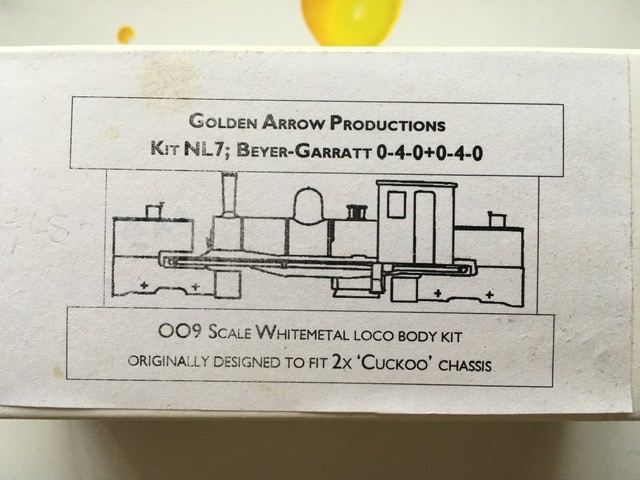 GOLDEN ARROW PRODUCTIONS
KIT NL7; BEYER-GARRATT 0-4-0+0-4-0
OO9 SCALE WHITEMETAL LOCO BODY KIT
ORIGINALLY DESIGNED TO FIT 2X 'CUCKOO' CHASSIS